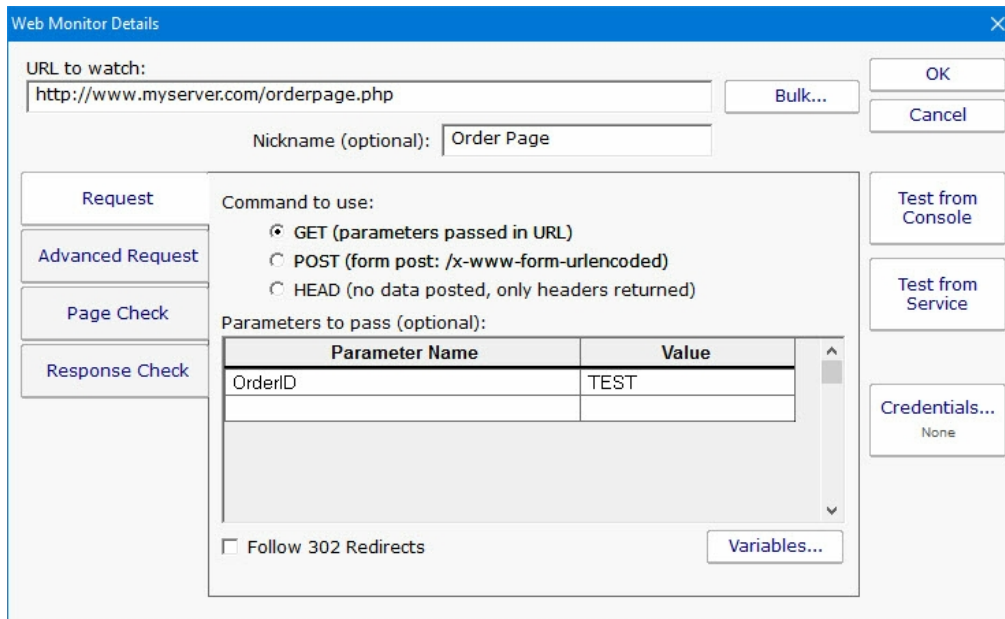 Web Monitor Details
URL to watch:
http://www.myserver.com/orderpage.php
Bulk...
OK
Cancel
Nickname (optional):
Order Page
Request
Advanced Request
Page Check
Response Check
Command to use:
GET (parameters passed in URL)
POST (form post: /x-www-form-urlencoded)
HEAD (no data posted, only headers returned)
Parameters to pass (optional):
Parameter Name
Value
OrderID
TEST
Follow 302 Redirects
Variables...
Test from
Console
Test from
Service
Credentials...
None